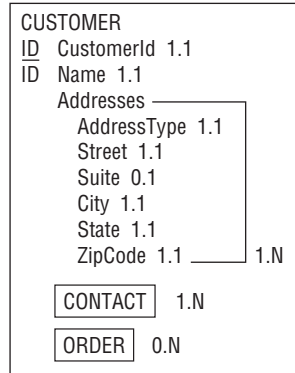 CUSTOMER
ID CustomerId 1.1
ID Name 1.1
Addresses
AddressType 1.1
Street 1.1
Suite 0.1
City 1.1
State 1.1
ZipCode 1.1 1.N
CONTACT 1.N
ORDER 0.N